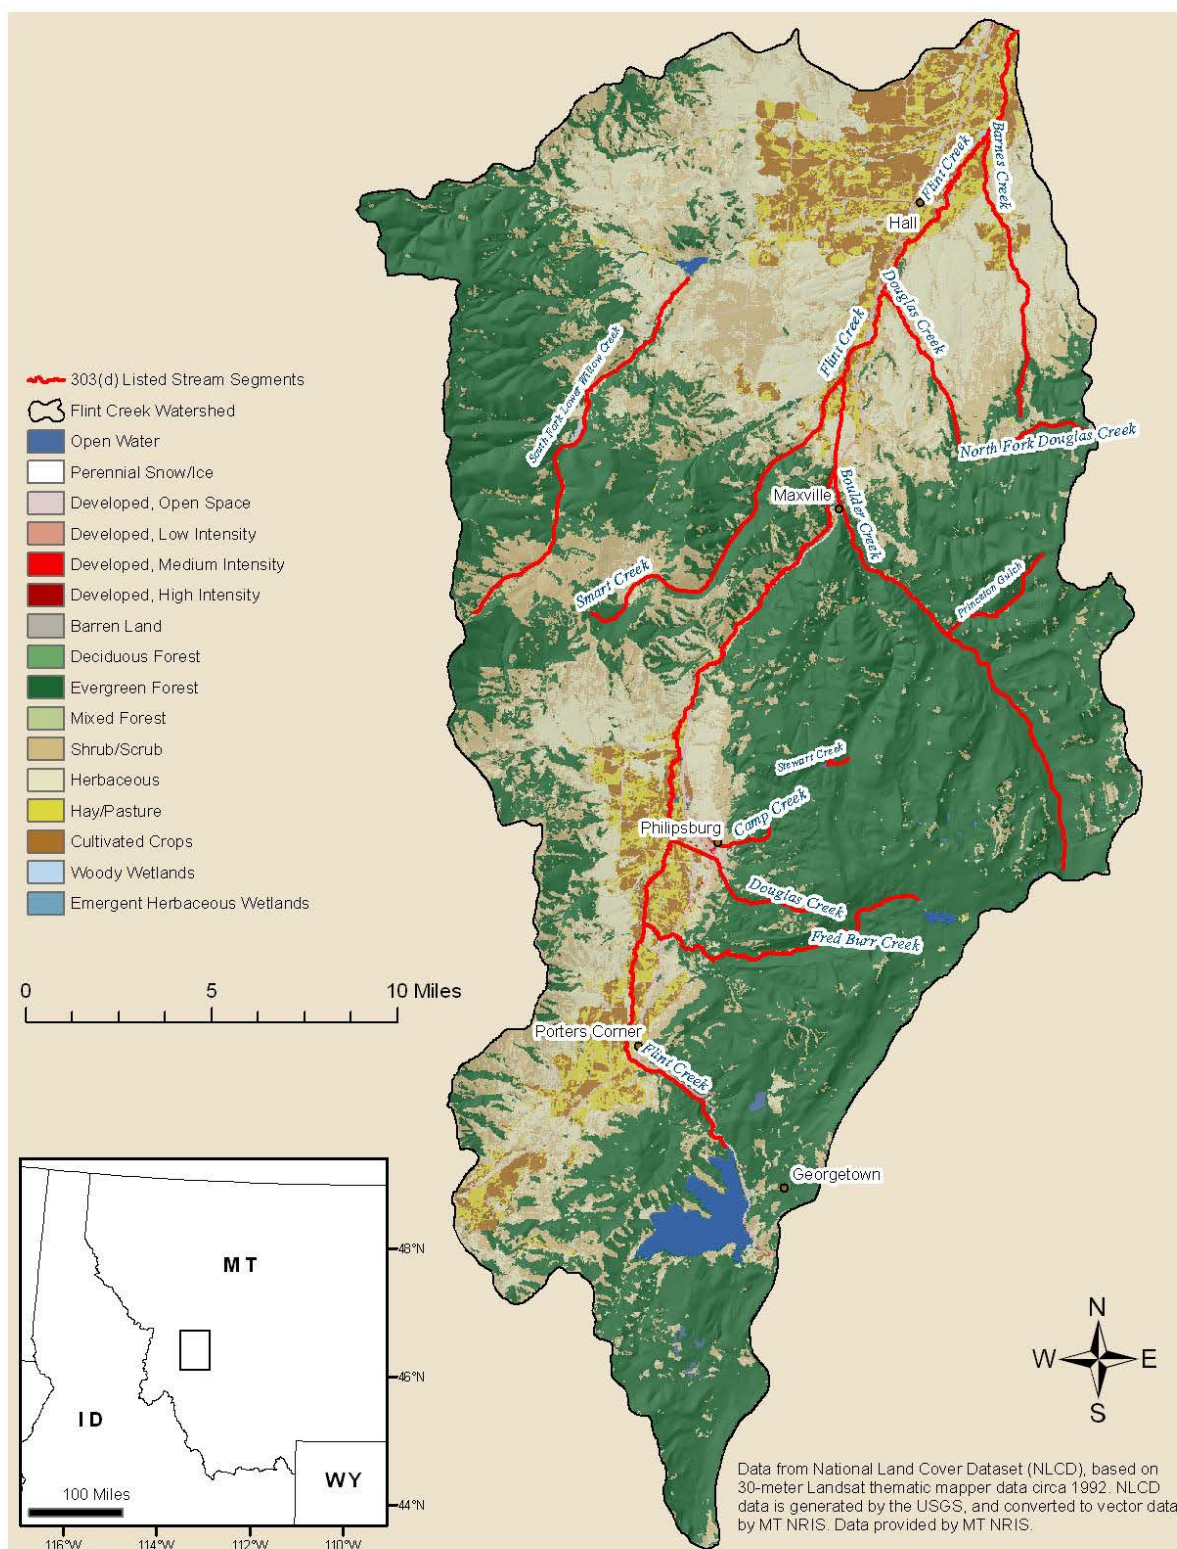 Barnes Creek
Flint Creek
Hall
Douglas Creek
Flint Creek
South Fork Lower Willow Creek
North Fork Douglas Creek
Maxville
Boulder Creek
Smart Creek
Princeton Gulch
Stewart Creek
Philipsburg
Camp Creek
Douglas Creek
Fred Burr Creek
Porters Corner
Flint Creek
Georgetown
303(d) Listed Stream Segments
Flint Creek Watershed
Open Water
Perennial Snow/Ice
Developed, Open Space
Developed, Low Intensity
Developed, Medium Intensity
Developed, High Intensity
Barren Land
Deciduous Forest
Evergreen Forest
Mixed Forest
Shrub/Scrub
Herbaceous
Hay/Pasture
Cultivated Crops
Woody Wetlands
Emergent Herbaceous Wetlands
0 5 10 Miles
MT
ID
WY
100 Miles
48°N
46°N
44°N
116°W 114°W 112°W 110°W
N
W E
S
Data from National Land Cover Dataset (NLCD), based on
30-meter Landsat thematic mapper data circa 1992. NLCD
data is generated by the USGS, and converted to vector data
by MT NRIS. Data provided by MT NRIS.